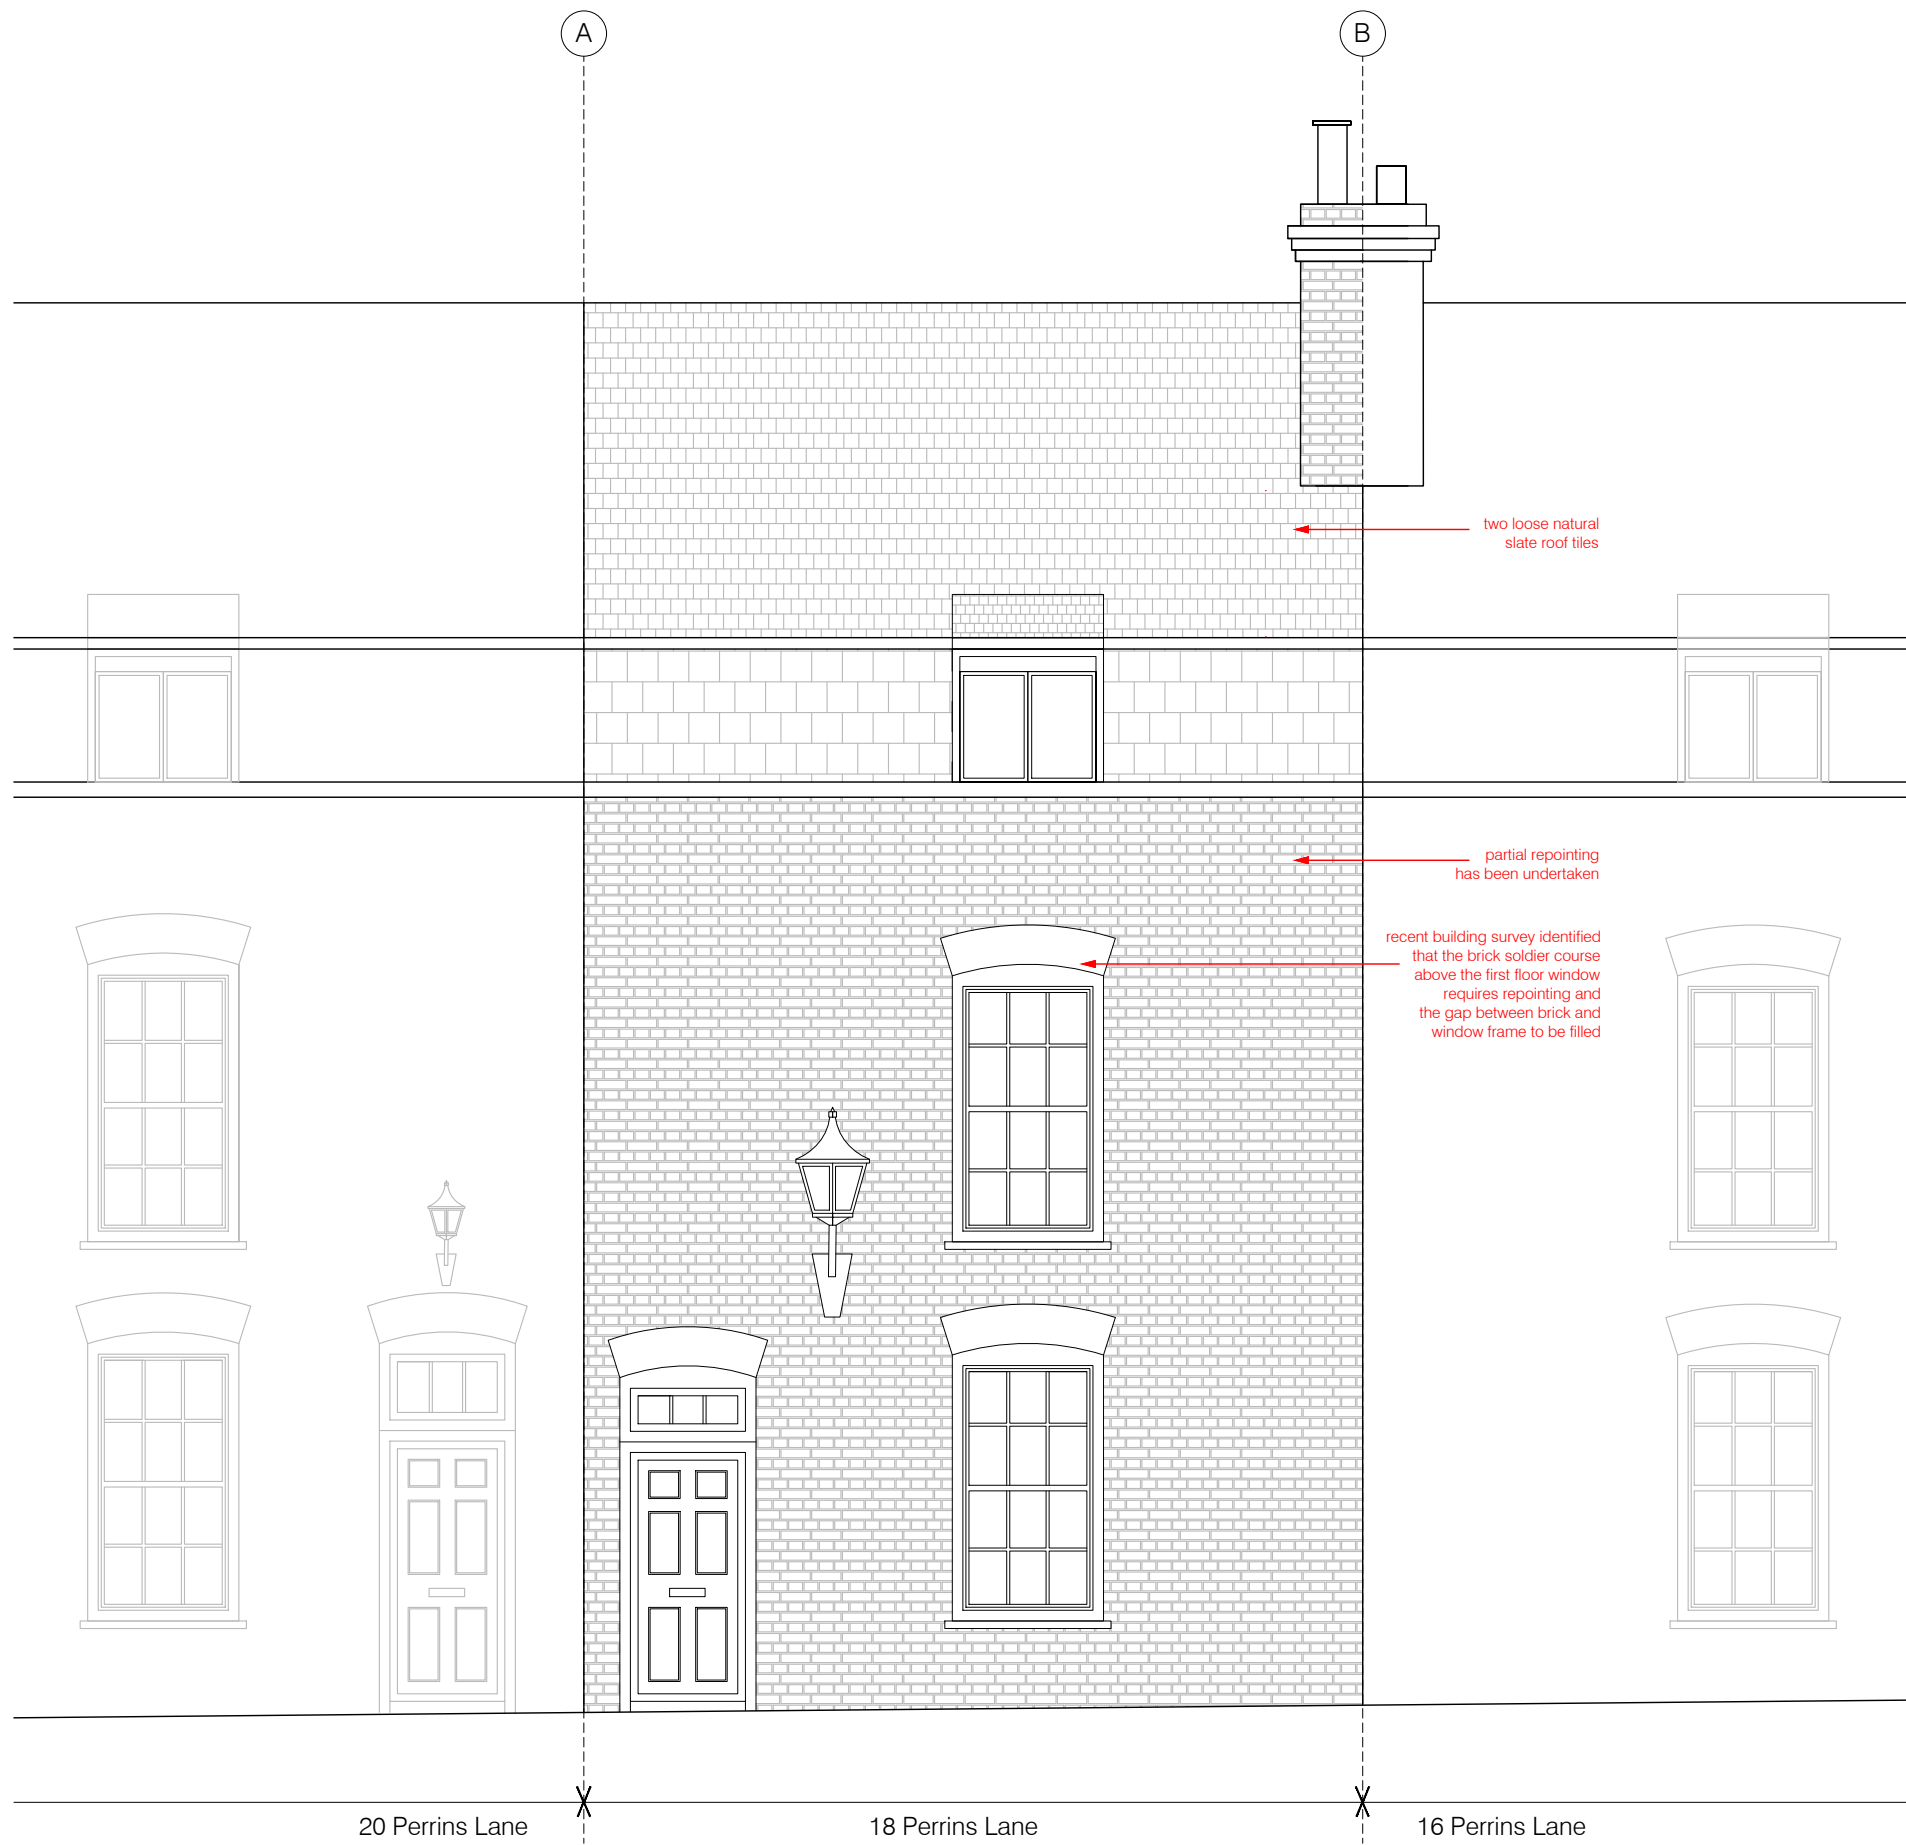 A
B
two loose natural
slate roof tiles
partial repointing
has been undertaken
recent building survey identified
that the brick soldier course
above the first floor window
requires repointing and
the gap between brick and
window frame to be filled
20 Perrins Lane
18 Perrins Lane
16 Perrins Lane